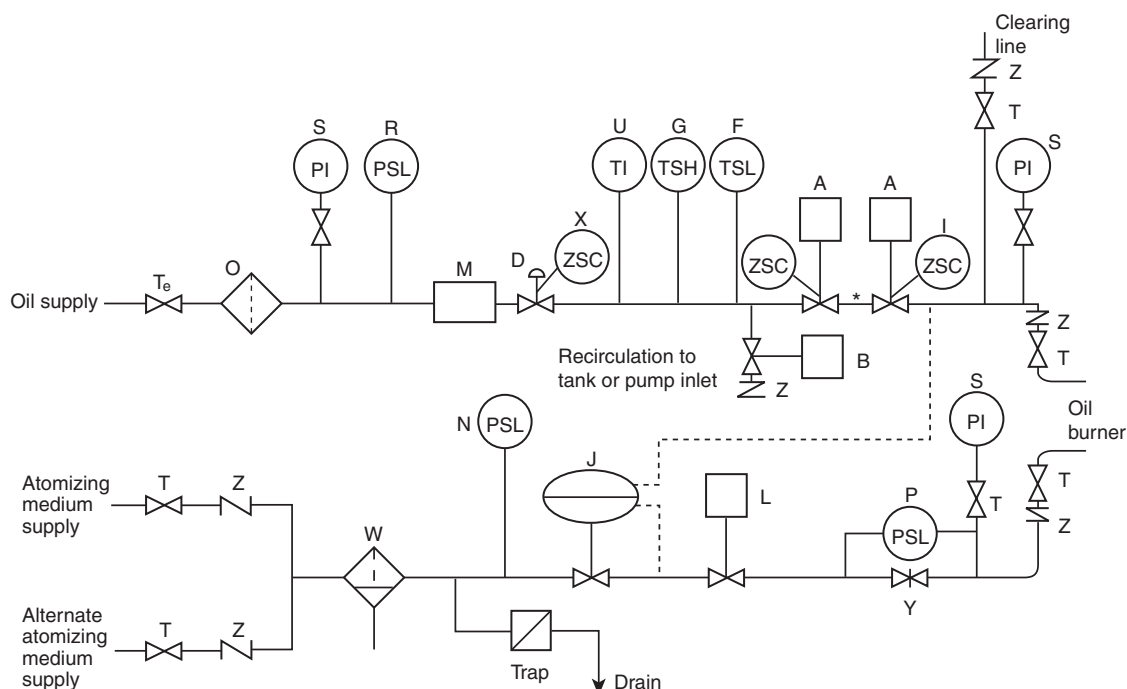 Clearing
line
Z
T
S
R
U
G
F
S
PI
PSL
TI
TSH
TSL
PI
A
A
X
I
ZSC
ZSC
ZSC
D
O
M
Te
Oil supply
*
Z
T
Recirculation to
tank or pump inlet
B
Z
S
PI
Oil
burner
N
PSL
J
L
P
PSL
T
T
Z
Atomizing
medium
supply
T
Z
W
Y
Alternate
atomizing
medium
supply
T
Z
Trap
Drain